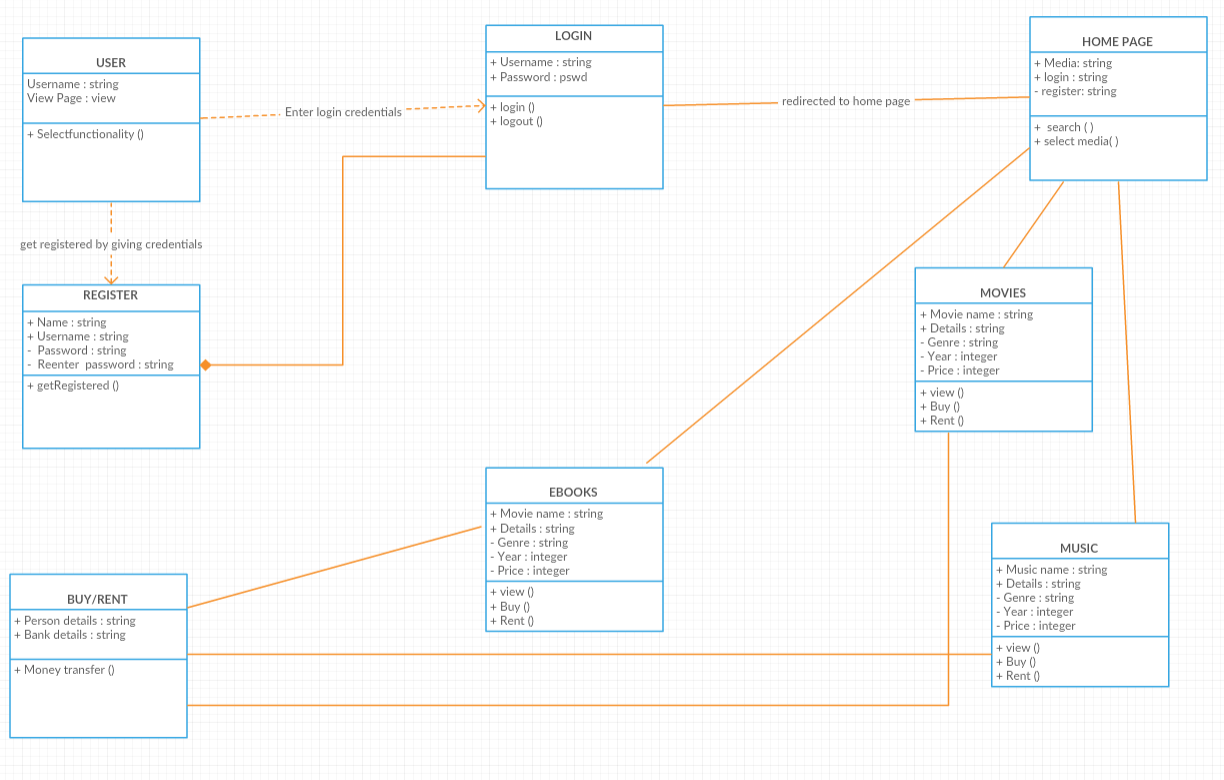 USER
Username : string
View Page : view
+ Selectfunctionality ()
Enter login credentials
LOGIN
+ Username : string
+ Password : pswd
+ login ()
+ logout ()
redirected to home page
HOME PAGE
+ Media: string
+ login : string
- register: string
+  search ( )
+ select media( )
get registered by giving credentials
REGISTER
+ Name : string
+ Username : string
-  Password : string
-  Reenter  password : string
+ getRegistered ()
MOVIES
+ Movie name : string
+ Details : string
- Genre : string
- Year : integer
- Price : integer
+ view ()
+ Buy ()
+ Rent ()
EBOOKS
+ Movie name : string
+ Details : string
- Genre : string
- Year : integer
- Price : integer
+ view ()
+ Buy ()
+ Rent ()
MUSIC
+ Music name : string
+ Details : string
- Genre : string
- Year : integer
- Price : integer
+ view ()
+ Buy ()
+ Rent ()
BUY/RENT
+ Person details : string
+ Bank details : string
+ Money transfer ()